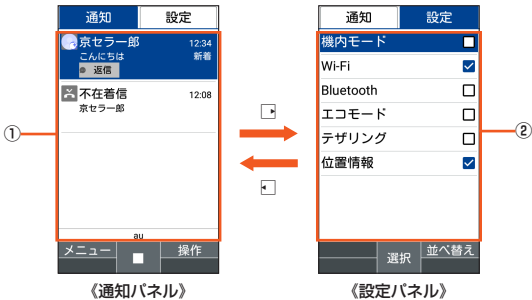 通知 設定
京セラ一郎 12:34
こんにちは 新着
返信
不在着信 12:08
京セラ一郎
au
メニュー 操作
《通知パネル》
①
通知 設定
機内モード
Wi-Fi
Bluetooth
エコモード
テザリング
位置情報
選択 並べ替え
《設定パネル》
②